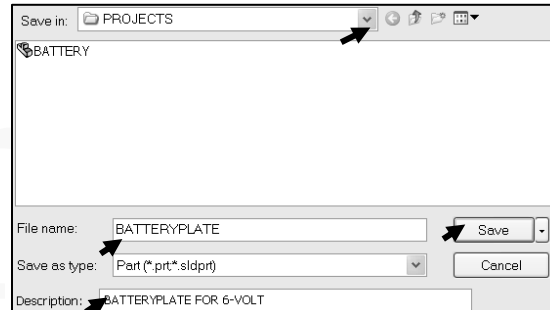 Save in: PROJECTS
BATTERY
File name: BATTERYPLATE Save
Save as type: Part (*.prt;*.sldprt) Cancel
Description: BATTERYPLATE FOR 6-VOLT